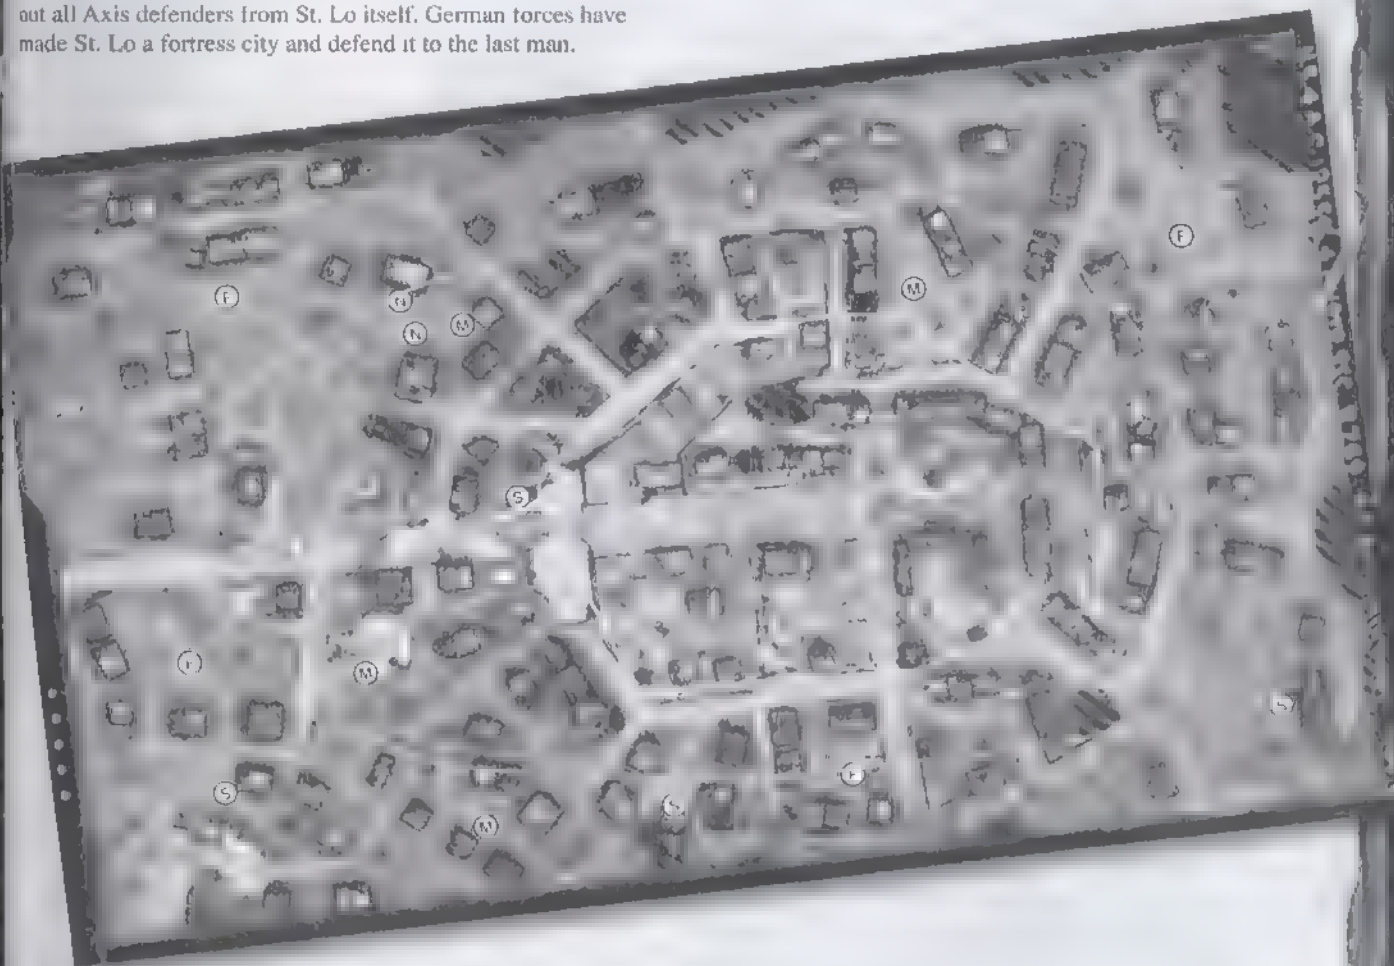 out all Axis defenders from St. Lo itself. German forces have
made St. Lo a fortress city and defend it to the last man.
F
M
F
N
M
N
S
F
M
S
S
F
S
M